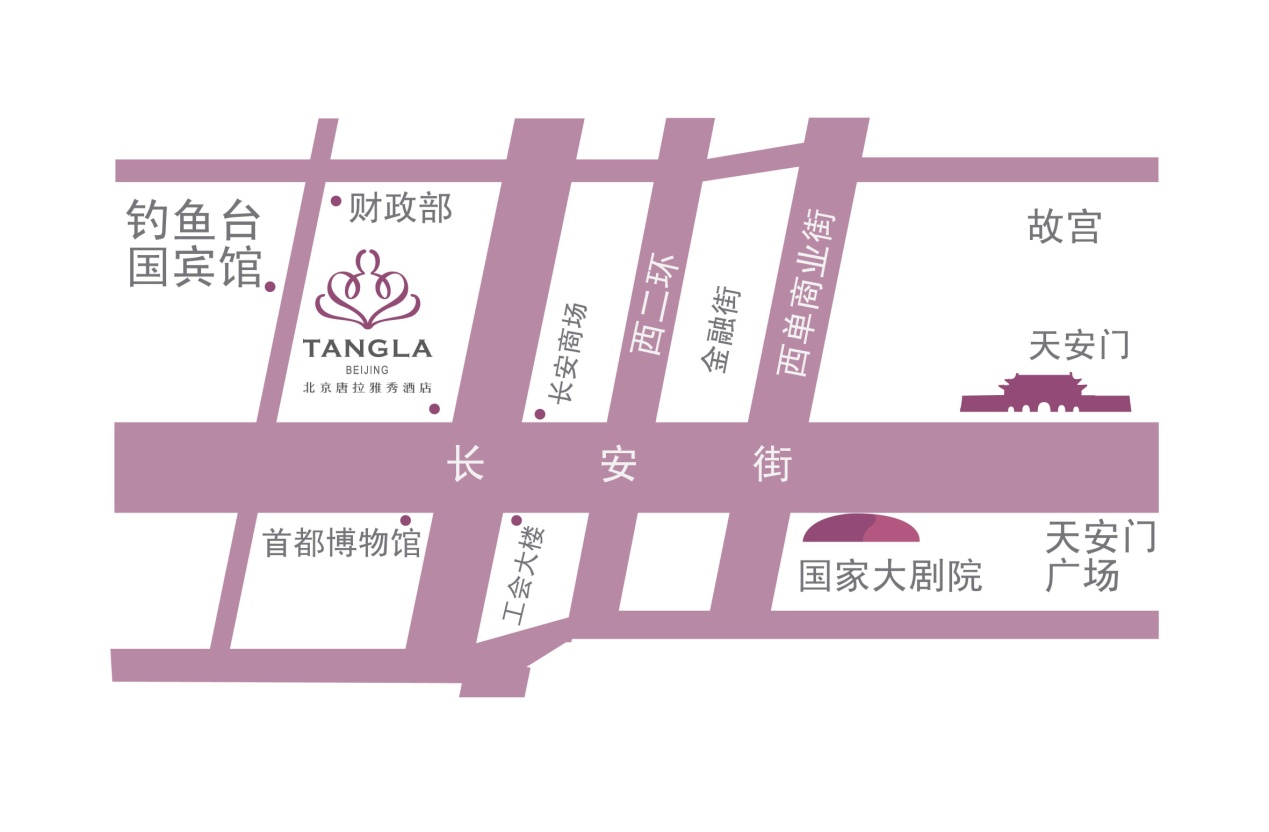 钓鱼台
国宾馆
财政部
TANGLA
BEIJING
北京唐拉雅秀酒店
长安商场
西二环
金融街
西单商业街
故宫
天安门
长安街
首都博物馆
工会大楼
国家大剧院
天安门
广场